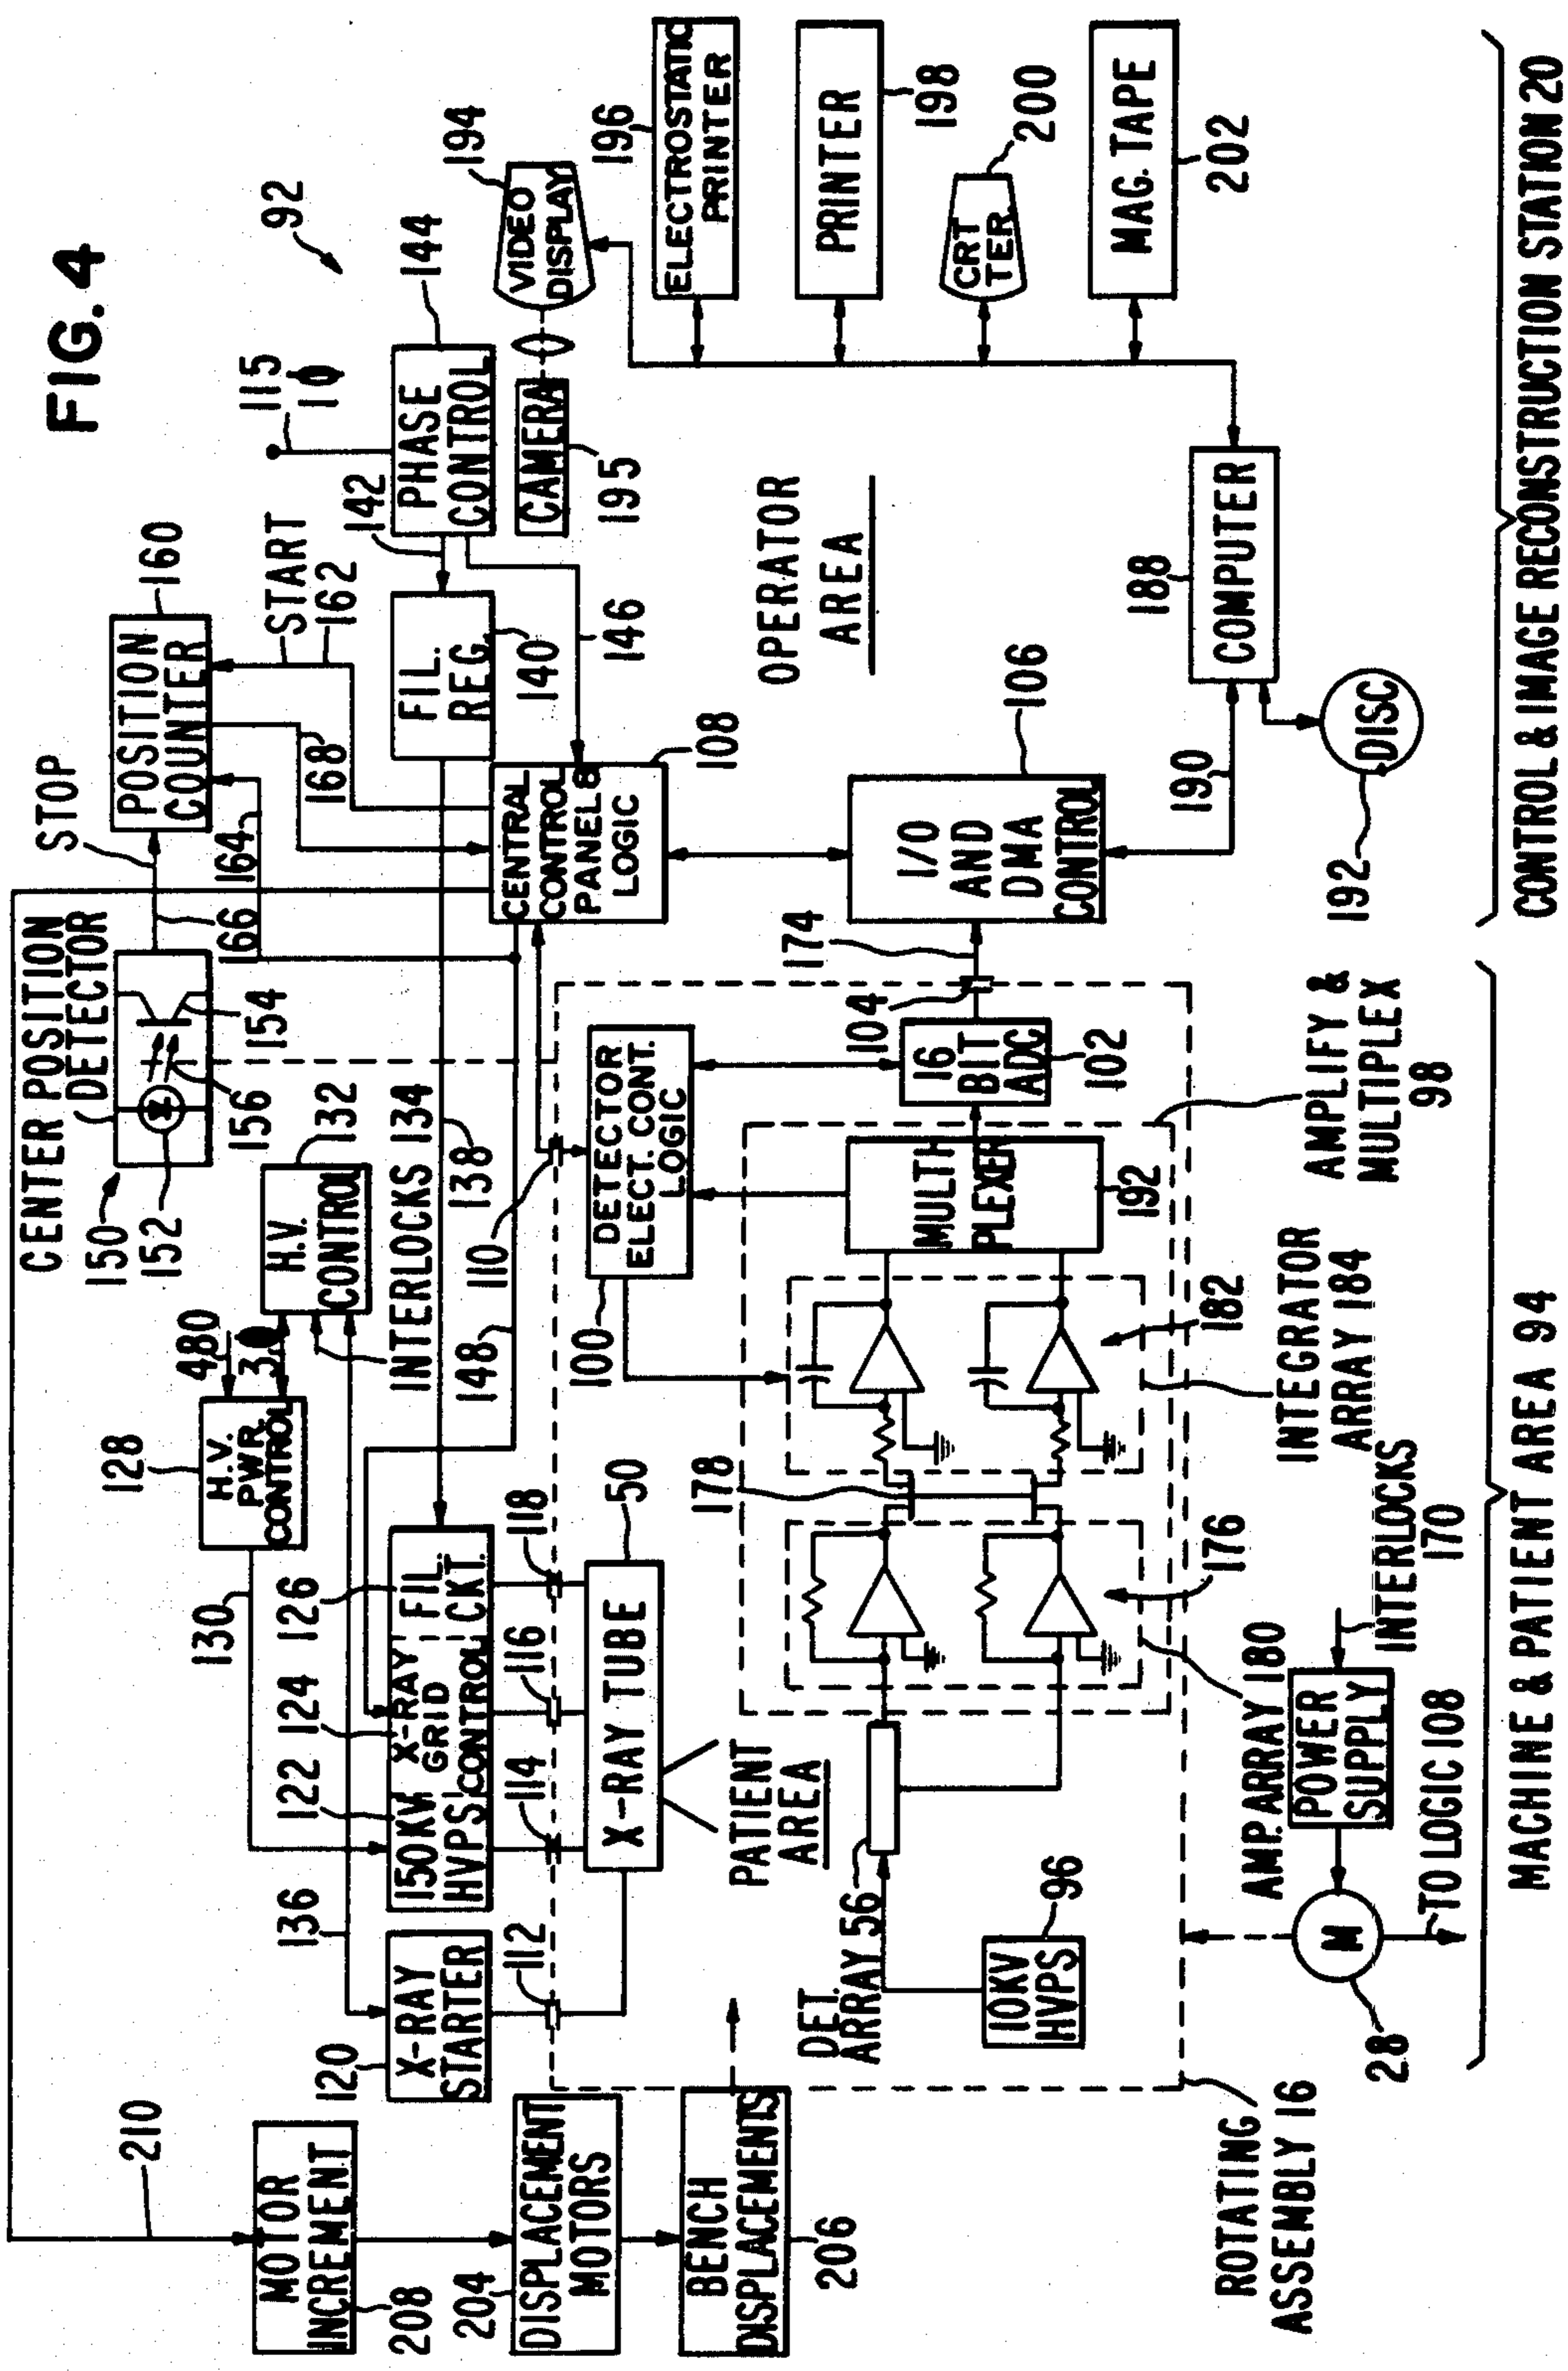 FIG. 4
92
MOTOR
INCREMENT
208
210
DISPLACEMENT
MOTORS
204
BENCH
DISPLACEMENTS
206
ROTATING
ASSEMBLY 16
X-RAY
STARTER
120
136
112
150KV
HVPS
122
X-RAY
GRID
CONTROL
124
FIL.
CKT.
126
130
114
116
118
X-RAY TUBE
50
PATIENT
AREA
H.V.
PWR.
CONTROL
128
480
3ϕ
H.V.
CONTROL
132
INTERLOCKS 134
138
148
CENTER POSITION
DETECTOR
150
152
154
156
166
STOP
164
POSITION
COUNTER
160
START
162
168
115
1ϕ
PHASE
CONTROL
144
142
FIL.
REG.
140
146
CENTRAL
CONTROL
PANEL &
LOGIC
108
110
DETECTOR
ELECT. CONT.
LOGIC
100
DET.
ARRAY 56
10KV
HVPS
96
AMP. ARRAY 180
176
178
INTEGRATOR
ARRAY 184
182
MULTI-
PLEXER
192
AMPLIFY &
MULTIPLEX
98
16
BIT
ADC
102
104
174
I/O
AND
DMA
CONTROL
106
190
COMPUTER
188
DISC
192
OPERATOR
AREA
VIDEO
DISPLAY
194
CAMERA
195
ELECTROSTATIC
PRINTER
196
PRINTER
198
CRT
TER.
200
MAG. TAPE
202
M
28
TO LOGIC 108
POWER
SUPPLY
INTERLOCKS
170
MACHINE & PATIENT AREA 94
CONTROL & IMAGE RECONSTRUCTION STATION 20